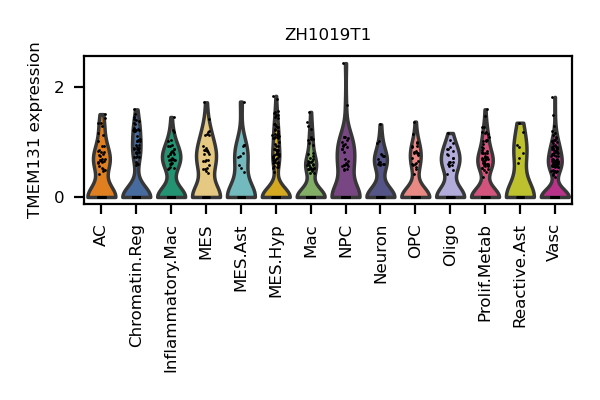 ZH1019T1
TMEM131 expression
2
0
AC
Chromatin.Reg
Inflammatory.Mac
MES
MES.Ast
MES.Hyp
Mac
NPC
Neuron
OPC
Oligo
Prolif.Metab
Reactive.Ast
Vasc